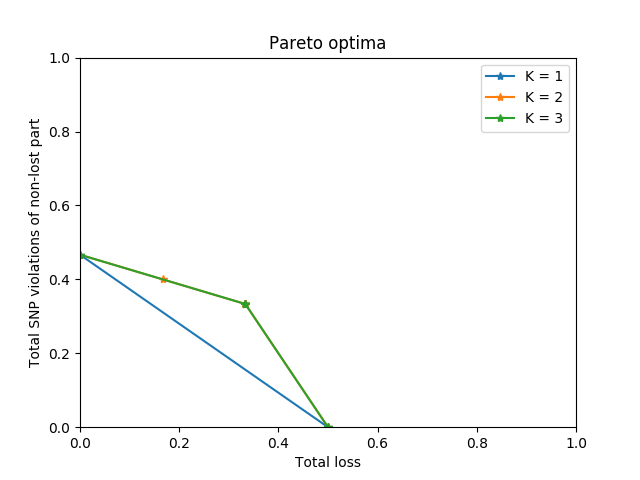 Pareto optima
K = 1
K = 2
K = 3
Total SNP violations of non-lost part
1.0
0.8
0.6
0.4
0.2
0.0
0.0 0.2 0.4 0.6 0.8 1.0
Total loss